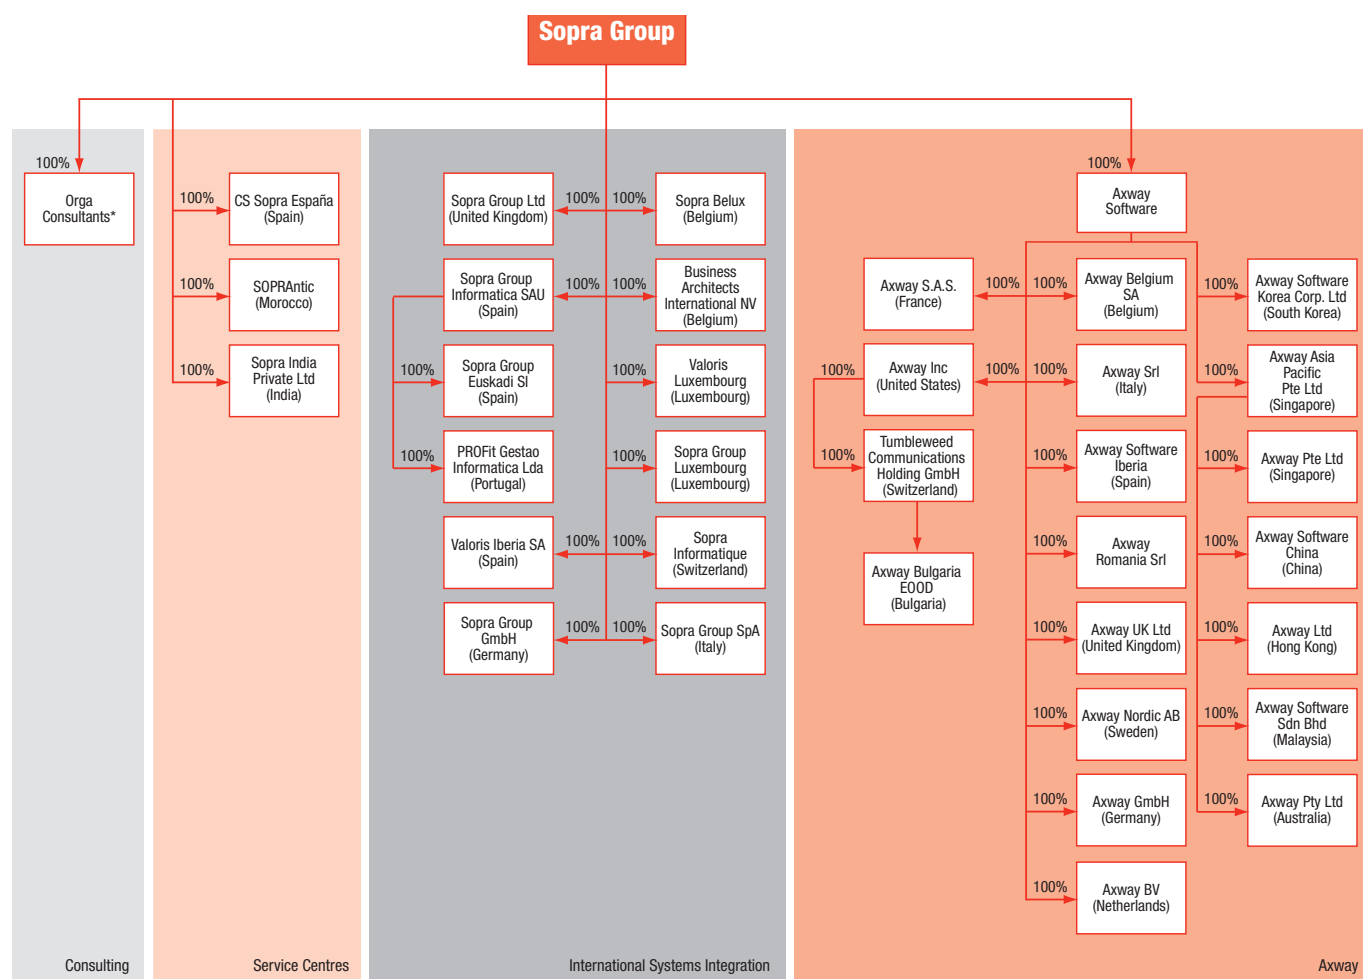 Sopra Group
100%
Orga
Consultants*
Consulting
100%
CS Sopra España
(Spain)
100%
SOPRAntic
(Morocco)
100%
Sopra India
Private Ltd
(India)
Service Centres
Sopra Group Ltd
(United Kingdom)
100%
100%
Sopra Belux
(Belgium)
Sopra Group
Informatica SAU
(Spain)
100%
100%
Business
Architects
International NV
(Belgium)
100%
Sopra Group
Euskadi Sl
(Spain)
100%
Valoris
Luxembourg
(Luxembourg)
100%
PROFit Gestao
Informatica Lda
(Portugal)
100%
Sopra Group
Luxembourg
(Luxembourg)
Valoris Iberia SA
(Spain)
100%
100%
Sopra
Informatique
(Switzerland)
Sopra Group
GmbH
(Germany)
100%
100%
Sopra Group SpA
(Italy)
International Systems Integration
100%
Axway
Software
Axway S.A.S.
(France)
100%
100%
Axway Belgium
SA
(Belgium)
100%
Axway Software
Korea Corp. Ltd
(South Korea)
100%
Axway Inc
(United States)
100%
100%
Axway Srl
(Italy)
100%
Axway Asia
Pacific
Pte Ltd
(Singapore)
100%
Tumbleweed
Communications
Holding GmbH
(Switzerland)
100%
Axway Software
Iberia
(Spain)
100%
Axway Pte Ltd
(Singapore)
Axway Bulgaria
EOOD
(Bulgaria)
100%
Axway
Romania Srl
100%
Axway Software
China
(China)
100%
Axway UK Ltd
(United Kingdom)
100%
Axway Ltd
(Hong Kong)
100%
Axway Nordic AB
(Sweden)
100%
Axway Software
Sdn Bhd
(Malaysia)
100%
Axway GmbH
(Germany)
100%
Axway Pty Ltd
(Australia)
100%
Axway BV
(Netherlands)
Axway